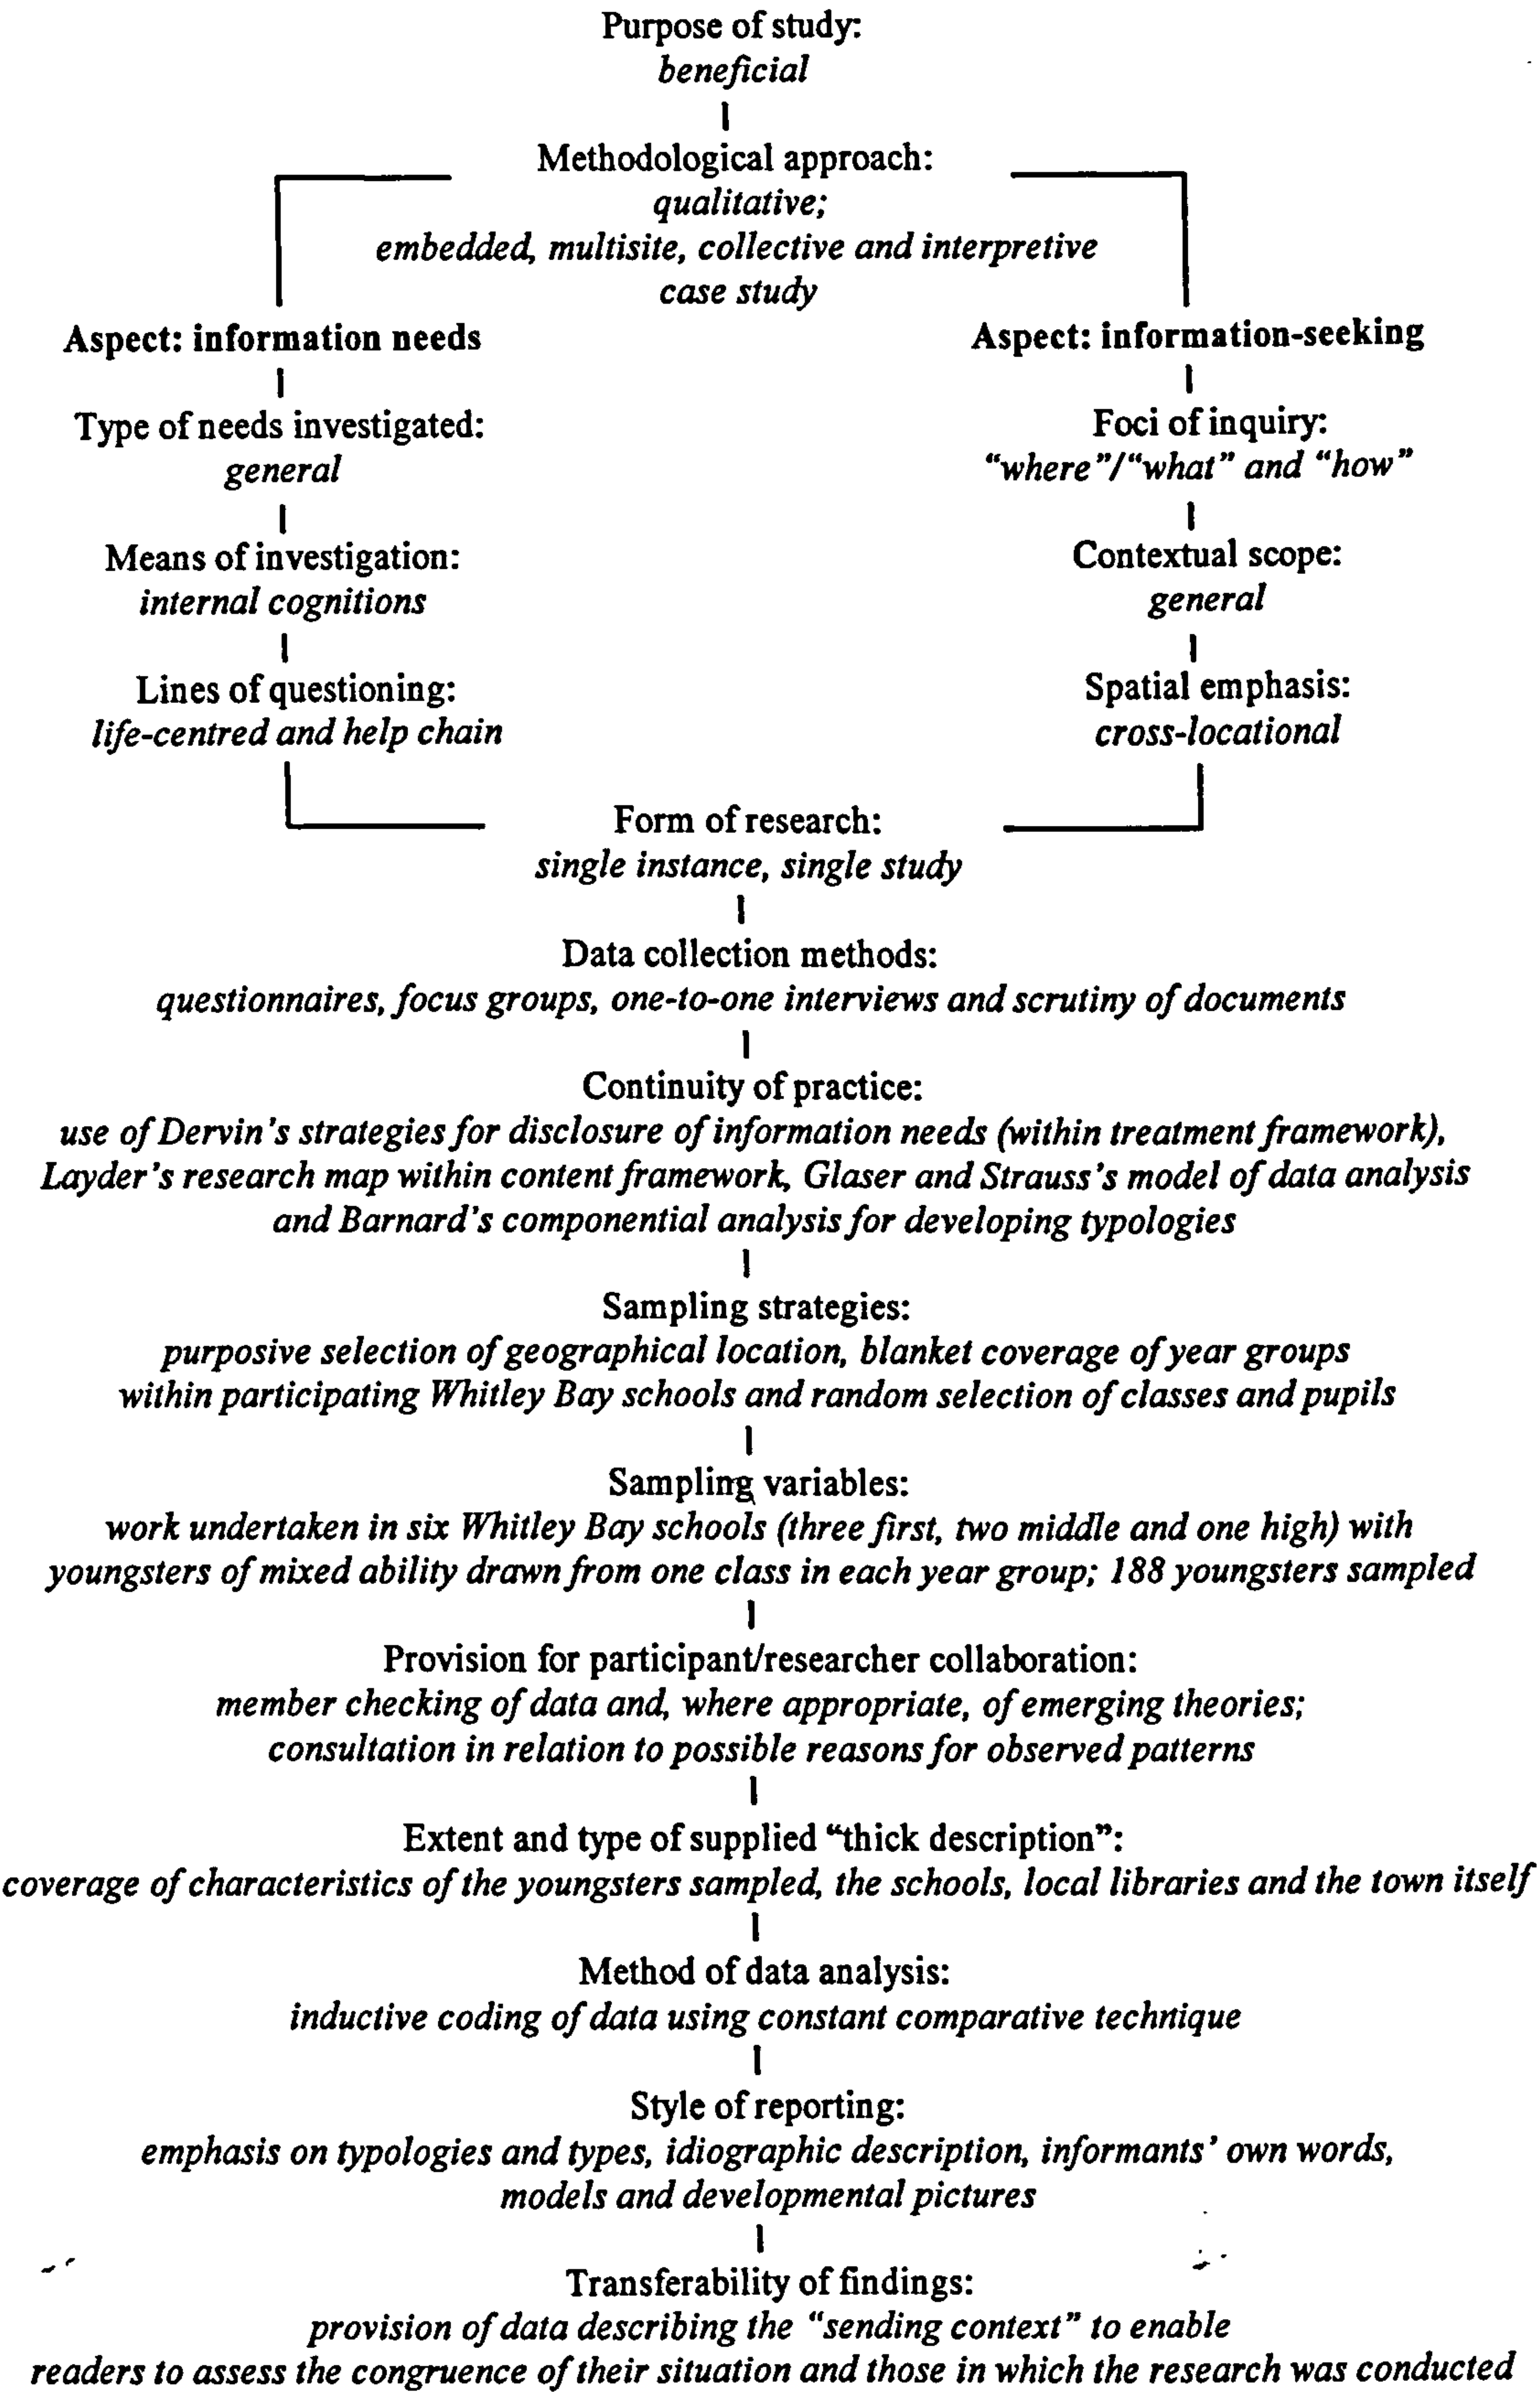 Purpose of study:
beneficial
Methodological approach:
qualitative;
embedded, multisite, collective and interpretive
case study
Aspect: information needs
Type of needs investigated:
general
Means of investigation:
internal cognitions
Lines of questioning:
life-centred and help chain
Aspect: information-seeking
Foci of inquiry:
"where"/"what" and "how"
Contextual scope:
general
Spatial emphasis:
cross-locational
Form of research:
single instance, single study
Data collection methods:
questionnaires, focus groups, one-to-one interviews and scrutiny of documents
Continuity of practice:
use of Dervin's strategies for disclosure of information needs (within treatment framework),
Layder's research map within content framework, Glaser and Strauss's model of data analysis
and Barnard's componential analysis for developing typologies
Sampling strategies:
purposive selection of geographical location, blanket coverage of year groups
within participating Whitley Bay schools and random selection of classes and pupils
Sampling variables:
work undertaken in six Whitley Bay schools (three first, two middle and one high) with
youngsters of mixed ability drawn from one class in each year group; 188 youngsters sampled
Provision for participant/researcher collaboration:
member checking of data and, where appropriate, of emerging theories;
consultation in relation to possible reasons for observed patterns
Extent and type of supplied "thick description":
coverage of characteristics of the youngsters sampled, the schools, local libraries and the town itself
Method of data analysis:
inductive coding of data using constant comparative technique
Style of reporting:
emphasis on typologies and types, idiographic description, informants' own words,
models and developmental pictures
Transferability of findings:
provision of data describing the "sending context" to enable
readers to assess the congruence of their situation and those in which the research was conducted